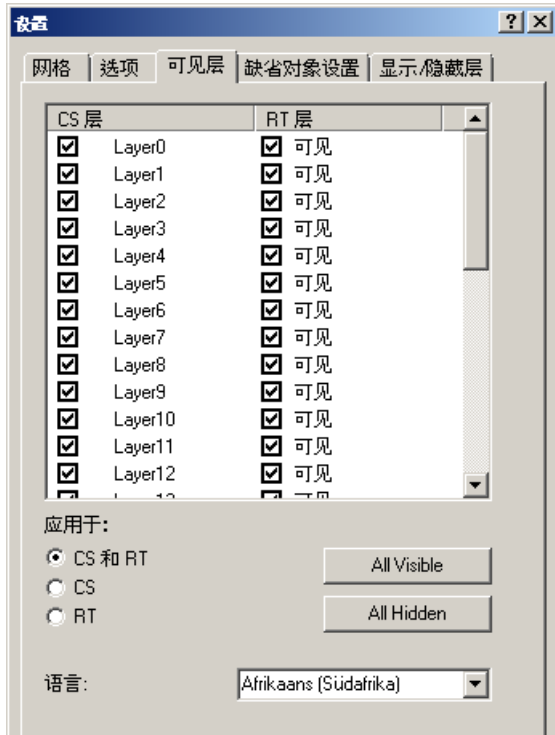 设置
网格 选项 可见层 缺省对象设置 显示/隐藏层
CS 层 RT 层
Layer0 可见
Layer1 可见
Layer2 可见
Layer3 可见
Layer4 可见
Layer5 可见
Layer6 可见
Layer7 可见
Layer8 可见
Layer9 可见
Layer10 可见
Layer11 可见
Layer12 可见
应用于:
CS 和 RT
All Visible
CS
RT
All Hidden
语言: Afrikaans (Südafrika)